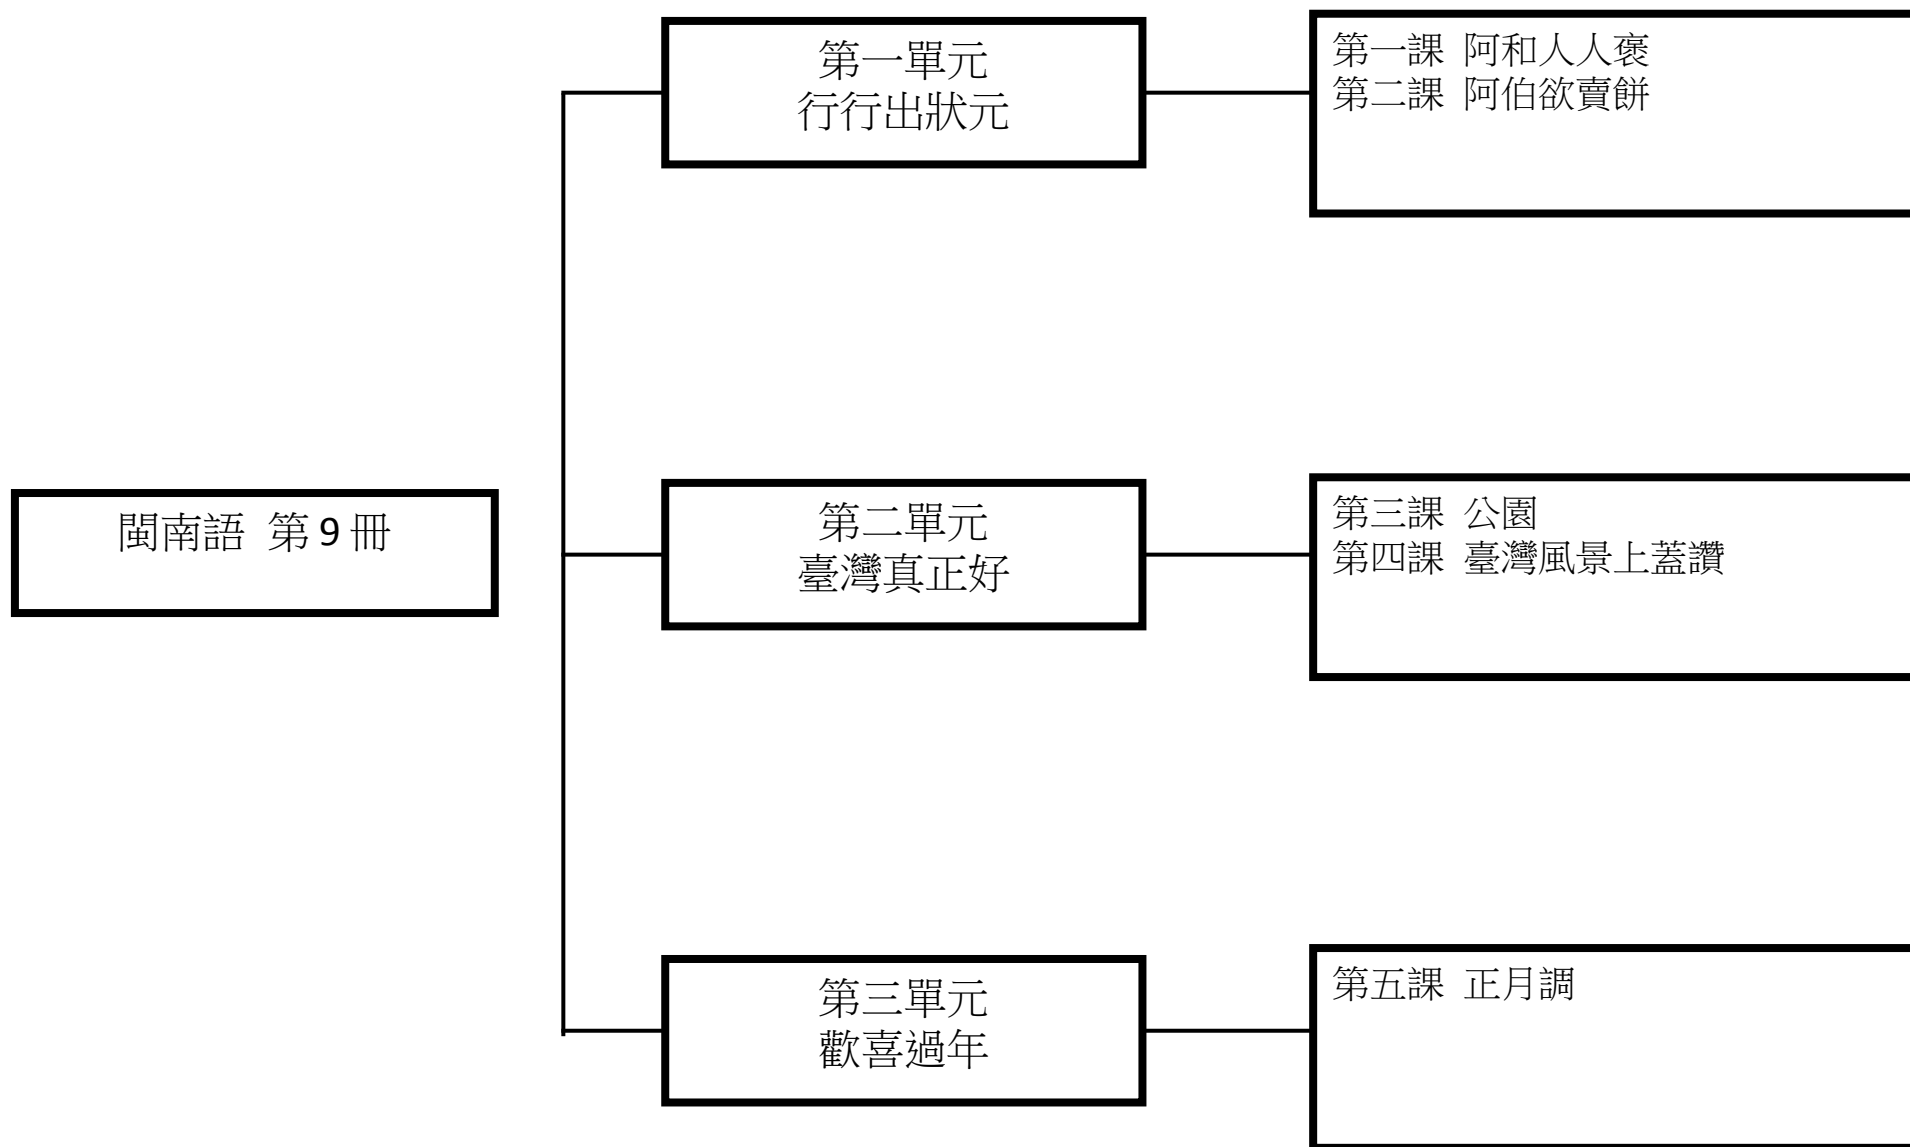 閩南語 第9冊
第一單元
行行出狀元
第一課 阿和人人褒
第二課 阿伯欲賣餅
第二單元
臺灣真正好
第三課 公園
第四課 臺灣風景上蓋讚
第三單元
歡喜過年
第五課 正月調